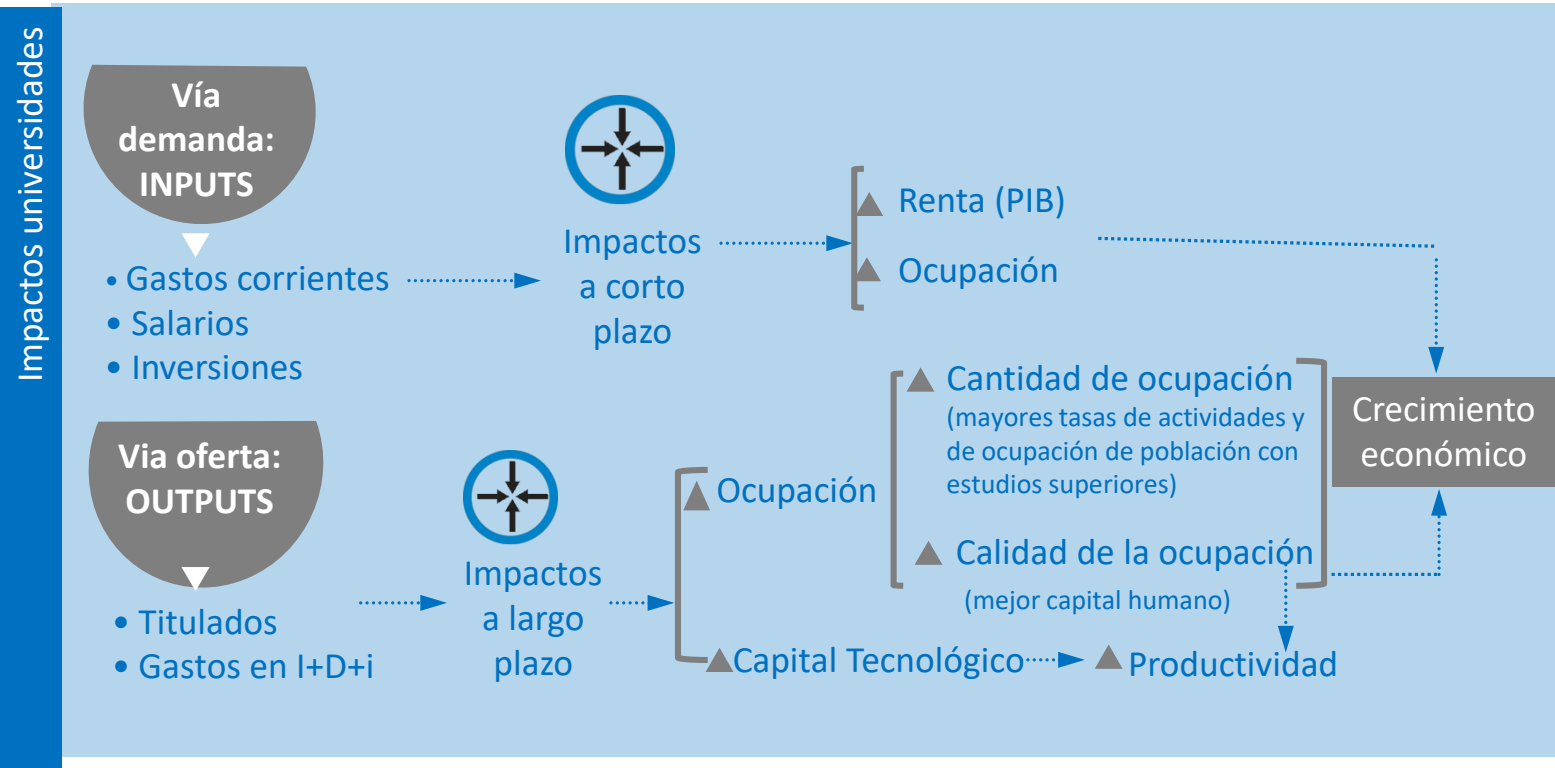 Impactos universidades
Vía
demanda:
INPUTS
• Gastos corrientes
• Salarios
• Inversiones
Impactos
a corto
plazo
Renta (PIB)
Ocupación
Via oferta:
OUTPUTS
• Titulados
• Gastos en I+D+i
Impactos
a largo
plazo
Ocupación
Cantidad de ocupación
(mayores tasas de actividades y
de ocupación de población con
estudios superiores)
Calidad de la ocupación
(mejor capital humano)
Capital Tecnológico
Productividad
Crecimiento
económico